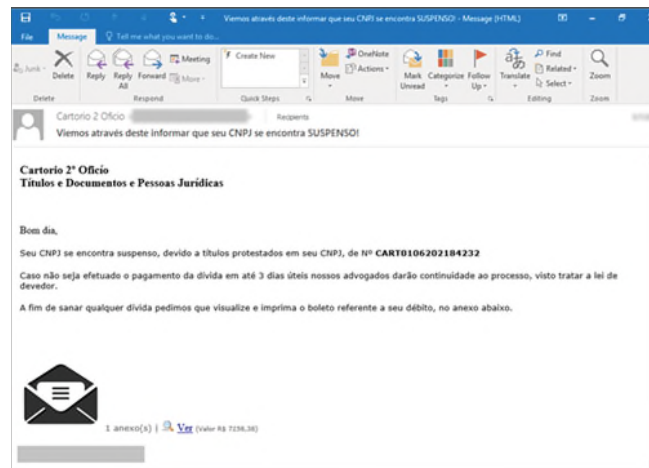 Viemos através deste informar que seu CNPJ se encontra SUSPENSO! - Message (HTML)
File Message Tell me what you want to do...
Junk
Delete
Reply
Reply All
Forward
Meeting
More
Create New
Move
OneNote
Actions
Mark Unread
Categorize
Follow Up
Translate
Find
Related
Select
Zoom
Delete Respond Quick Steps Move Tags Editing Zoom
Cartorio 2 Oficio Recipients
Viemos através deste informar que seu CNPJ se encontra SUSPENSO!
Cartorio 2º Ofício
Títulos e Documentos e Pessoas Jurídicas
Bom dia,
Seu CNPJ se encontra suspenso, devido a títulos protestados em seu CNPJ, de Nº CART0106202184232
Caso não seja efetuado o pagamento da dívida em até 3 dias úteis nossos advogados darão continuidade ao processo, visto tratar a lei de
devedor.
A fim de sanar qualquer dívida pedimos que visualize e imprima o boleto referente a seu débito, no anexo abaixo.
1 anexo(s) | Ver (Valor R$ 7256,38)